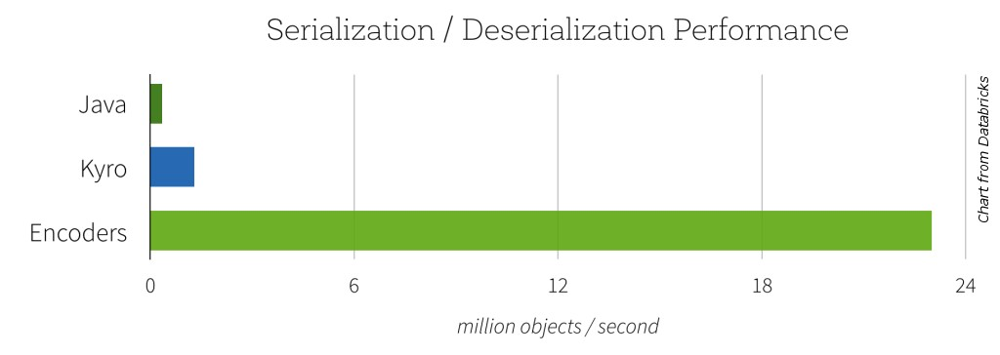 Serialization / Deserialization Performance
Java
Kyro
Encoders
0 6 12 18 24
million objects / second
Chart from Databricks